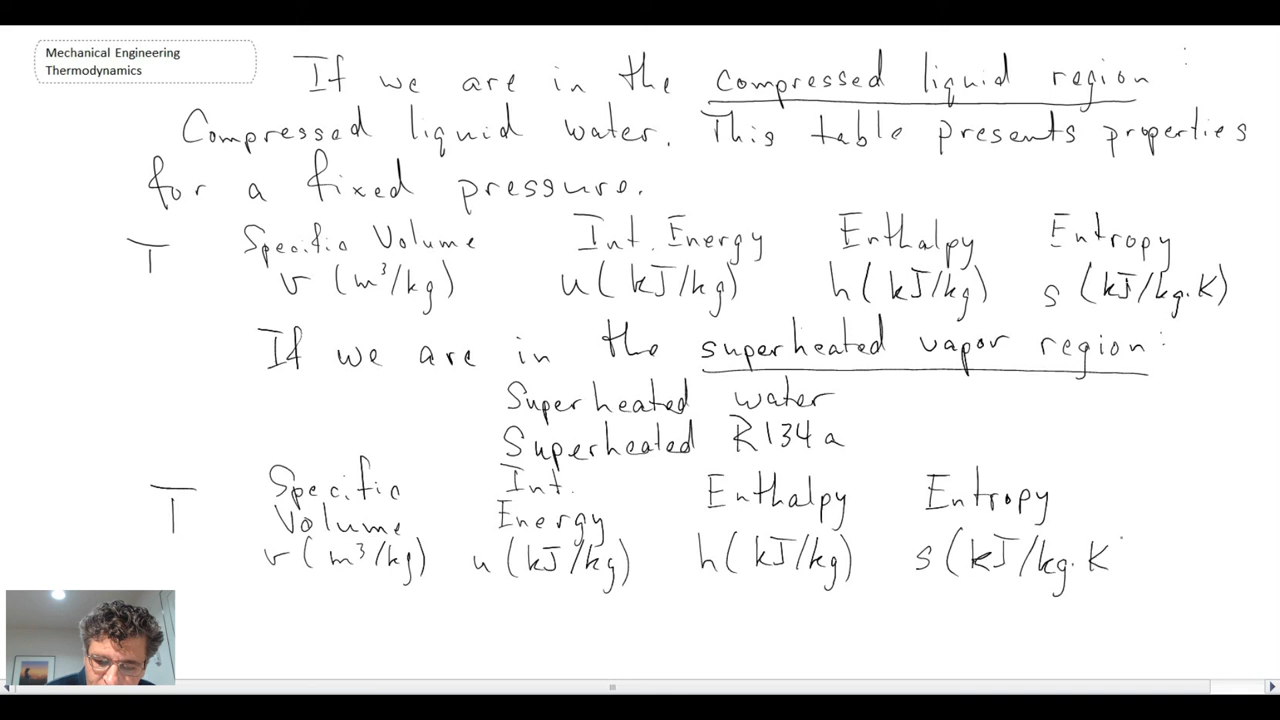 Mechanical Engineering
Thermodynamics
If we are in the compressed liquid region :
Compressed liquid water. This table presents properties
for a fixed pressure.
T Specific Volume Int. Energy Enthalpy Entropy
v (m³/kg) u (kJ/kg) h (kJ/kg) s (kJ/kg.K)
If we are in the superheated vapor region :
Superheated water
Superheated R134a
T Specific Int. Enthalpy Entropy
Volume Energy
v (m³/kg) u (kJ/kg) h (kJ/kg) s (kJ/kg.K